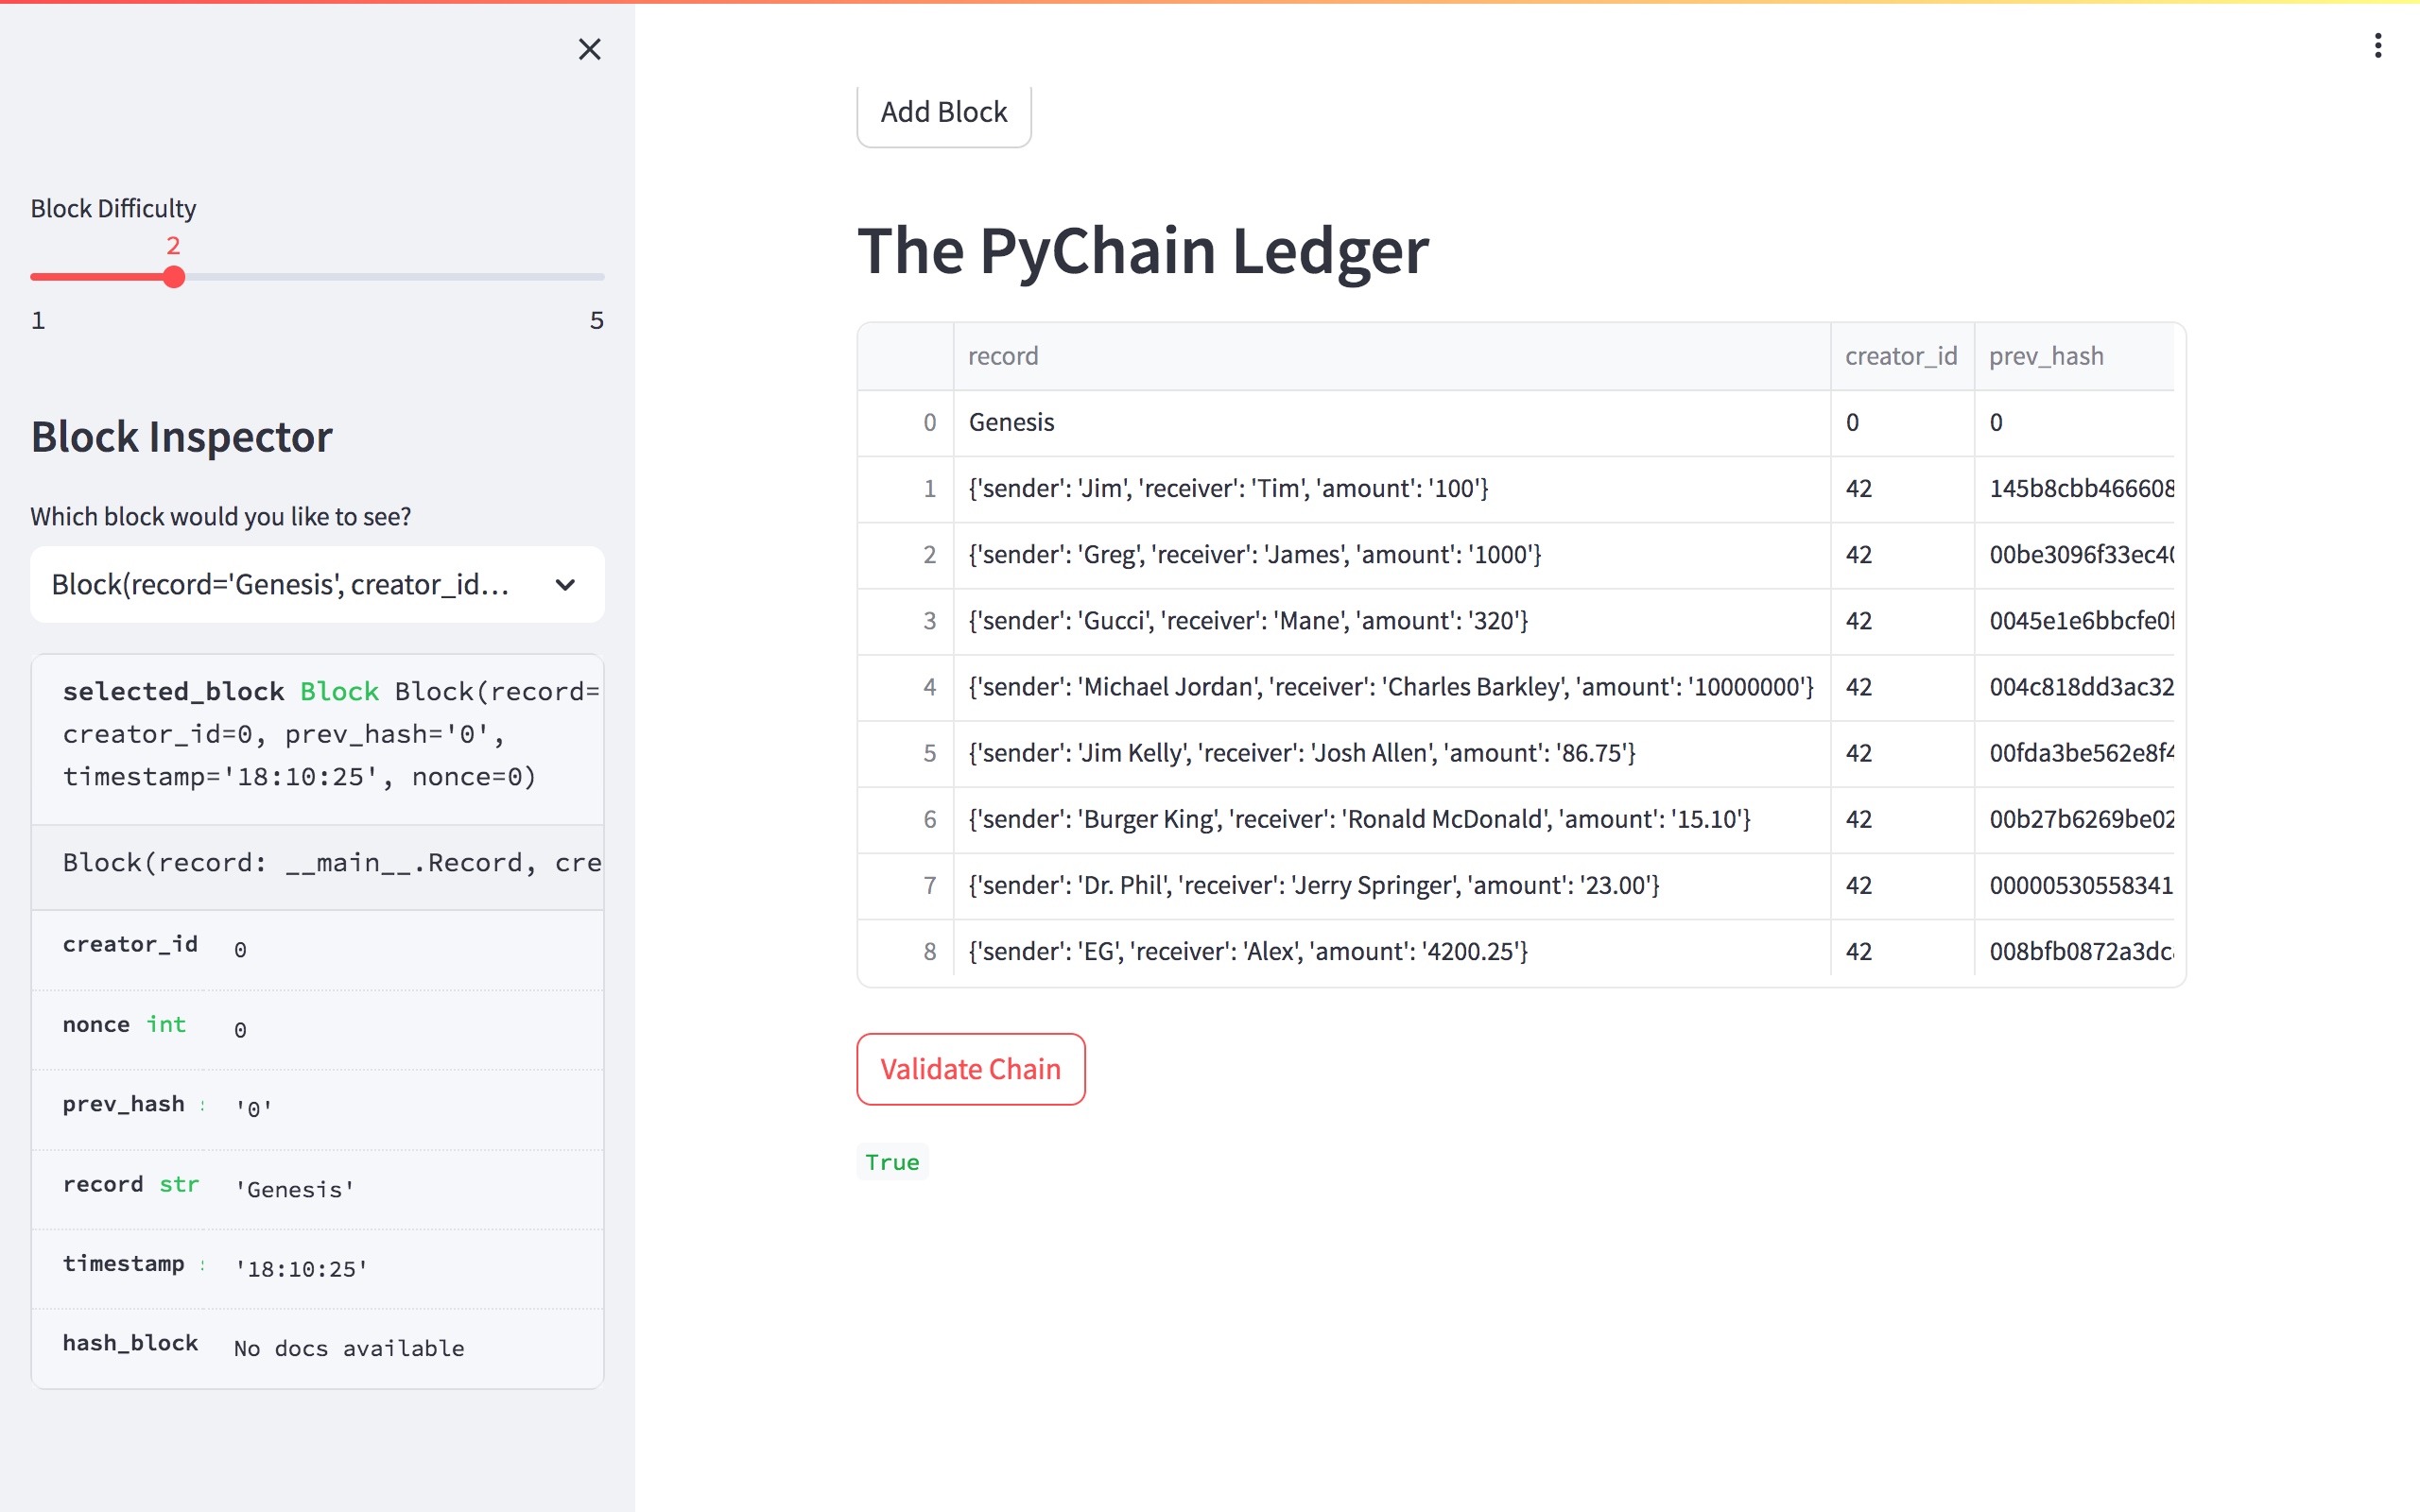 Block Difficulty
2
1 5
Block Inspector
Which block would you like to see?
Block(record='Genesis', creator_id...
selected_block Block Block(record=
creator_id=0, prev_hash='0',
timestamp='18:10:25', nonce=0)
Block(record: __main__.Record, cre
creator_id 0
nonce int 0
prev_hash '0'
record str 'Genesis'
timestamp '18:10:25'
hash_block No docs available
Add Block
The PyChain Ledger
record creator_id prev_hash
0 Genesis 0 0
1 {'sender': 'Jim', 'receiver': 'Tim', 'amount': '100'} 42 145b8cbb466608
2 {'sender': 'Greg', 'receiver': 'James', 'amount': '1000'} 42 00be3096f33ec40
3 {'sender': 'Gucci', 'receiver': 'Mane', 'amount': '320'} 42 0045e1e6bbcfe0f
4 {'sender': 'Michael Jordan', 'receiver': 'Charles Barkley', 'amount': '10000000'} 42 004c818dd3ac32
5 {'sender': 'Jim Kelly', 'receiver': 'Josh Allen', 'amount': '86.75'} 42 00fda3be562e8f4
6 {'sender': 'Burger King', 'receiver': 'Ronald McDonald', 'amount': '15.10'} 42 00b27b6269be02
7 {'sender': 'Dr. Phil', 'receiver': 'Jerry Springer', 'amount': '23.00'} 42 00000530558341
8 {'sender': 'EG', 'receiver': 'Alex', 'amount': '4200.25'} 42 008bfb0872a3dc
Validate Chain
True